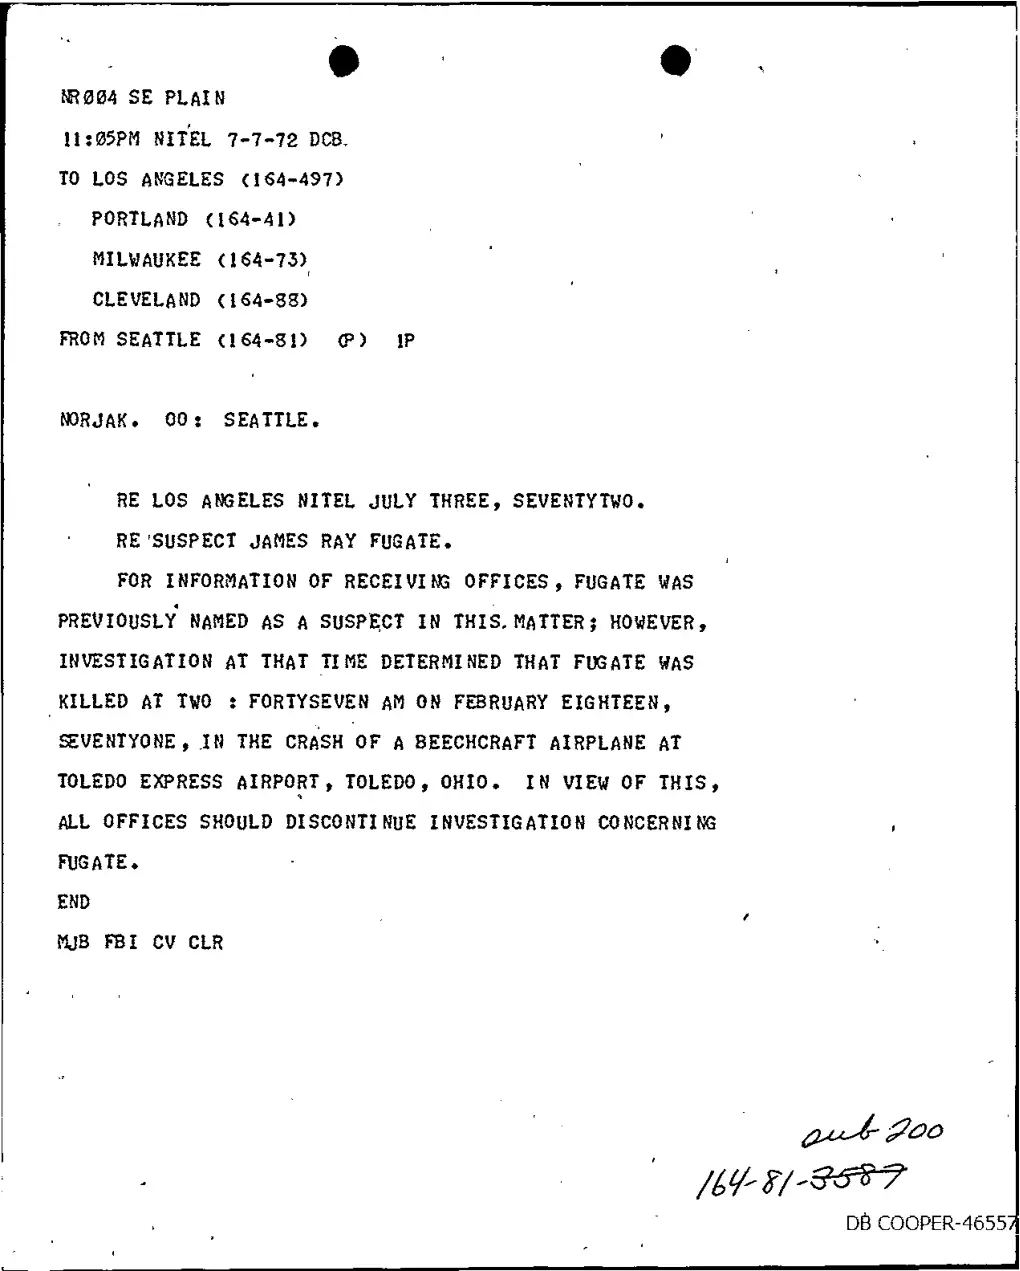 NR004 SE PLAIN
11:05PM NITEL 7-7-72 DCB.
TO LOS ANGELES (164-497)
PORTLAND (164-41)
MILWAUKEE (164-73)
CLEVELAND (164-88)
FROM SEATTLE (164-81) (P) 1P
NORJAK. OO: SEATTLE.
RE LOS ANGELES NITEL JULY THREE, SEVENTYTWO.
RE SUSPECT JAMES RAY FUGATE.
FOR INFORMATION OF RECEIVING OFFICES, FUGATE WAS
PREVIOUSLY NAMED AS A SUSPECT IN THIS MATTER; HOWEVER,
INVESTIGATION AT THAT TIME DETERMINED THAT FUGATE WAS
KILLED AT TWO : FORTYSEVEN AM ON FEBRUARY EIGHTEEN,
SEVENTYONE, IN THE CRASH OF A BEECHCRAFT AIRPLANE AT
TOLEDO EXPRESS AIRPORT, TOLEDO, OHIO. IN VIEW OF THIS,
ALL OFFICES SHOULD DISCONTINUE INVESTIGATION CONCERNING
FUGATE.
END
MJB FBI CV CLR
sub 200
164-81-3587
DB COOPER-46557